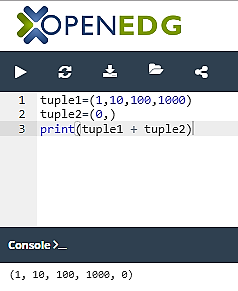 OPENEDG
1 tuple1=(1,10,100,1000)
2 tuple2=(0,)
3 print(tuple1 + tuple2)
Console >_
(1, 10, 100, 1000, 0)